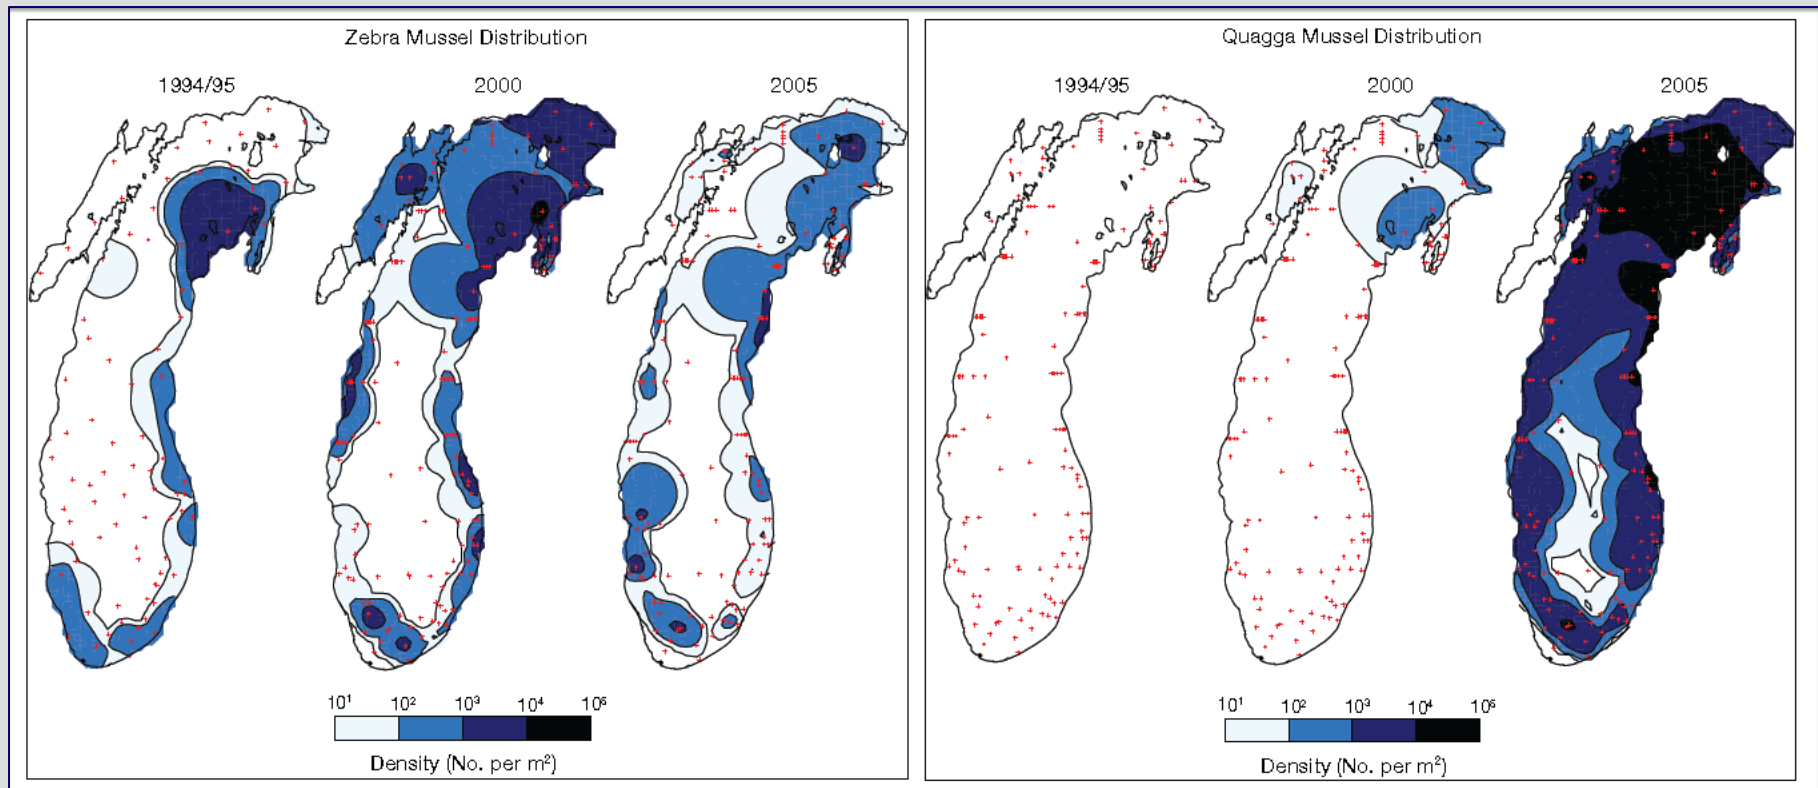 Zebra Mussel Distribution
1994/95
2000
2005
10¹ 10² 10³ 10⁴ 10⁵
Density (No. per m²)
Quagga Mussel Distribution
1994/95
2000
2005
10¹ 10² 10³ 10⁴ 10⁵
Density (No. per m²)